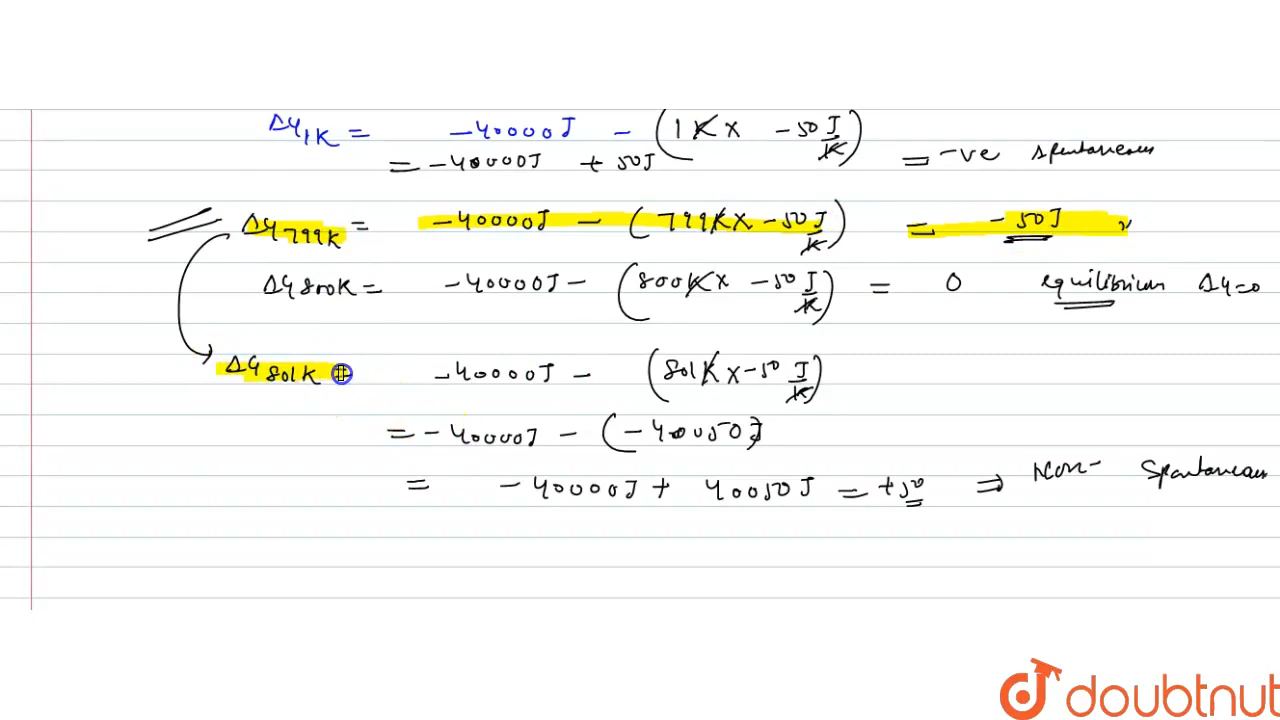 ΔG1K = -40000J - (1K x -50 J/K)
= -40000J + 50J = -ve spontaneous
ΔG799K = -40000J - (799K x -50 J/K) = -50J
ΔG800K = -40000J - (800K x -50 J/K) = 0 equilibrium ΔG=0
ΔG801K = -40000J - (801K x -50 J/K)
= -40000J - (-40050J)
= -40000J + 40050J = +50 ⇒ Non-Spontaneous
doubtnut